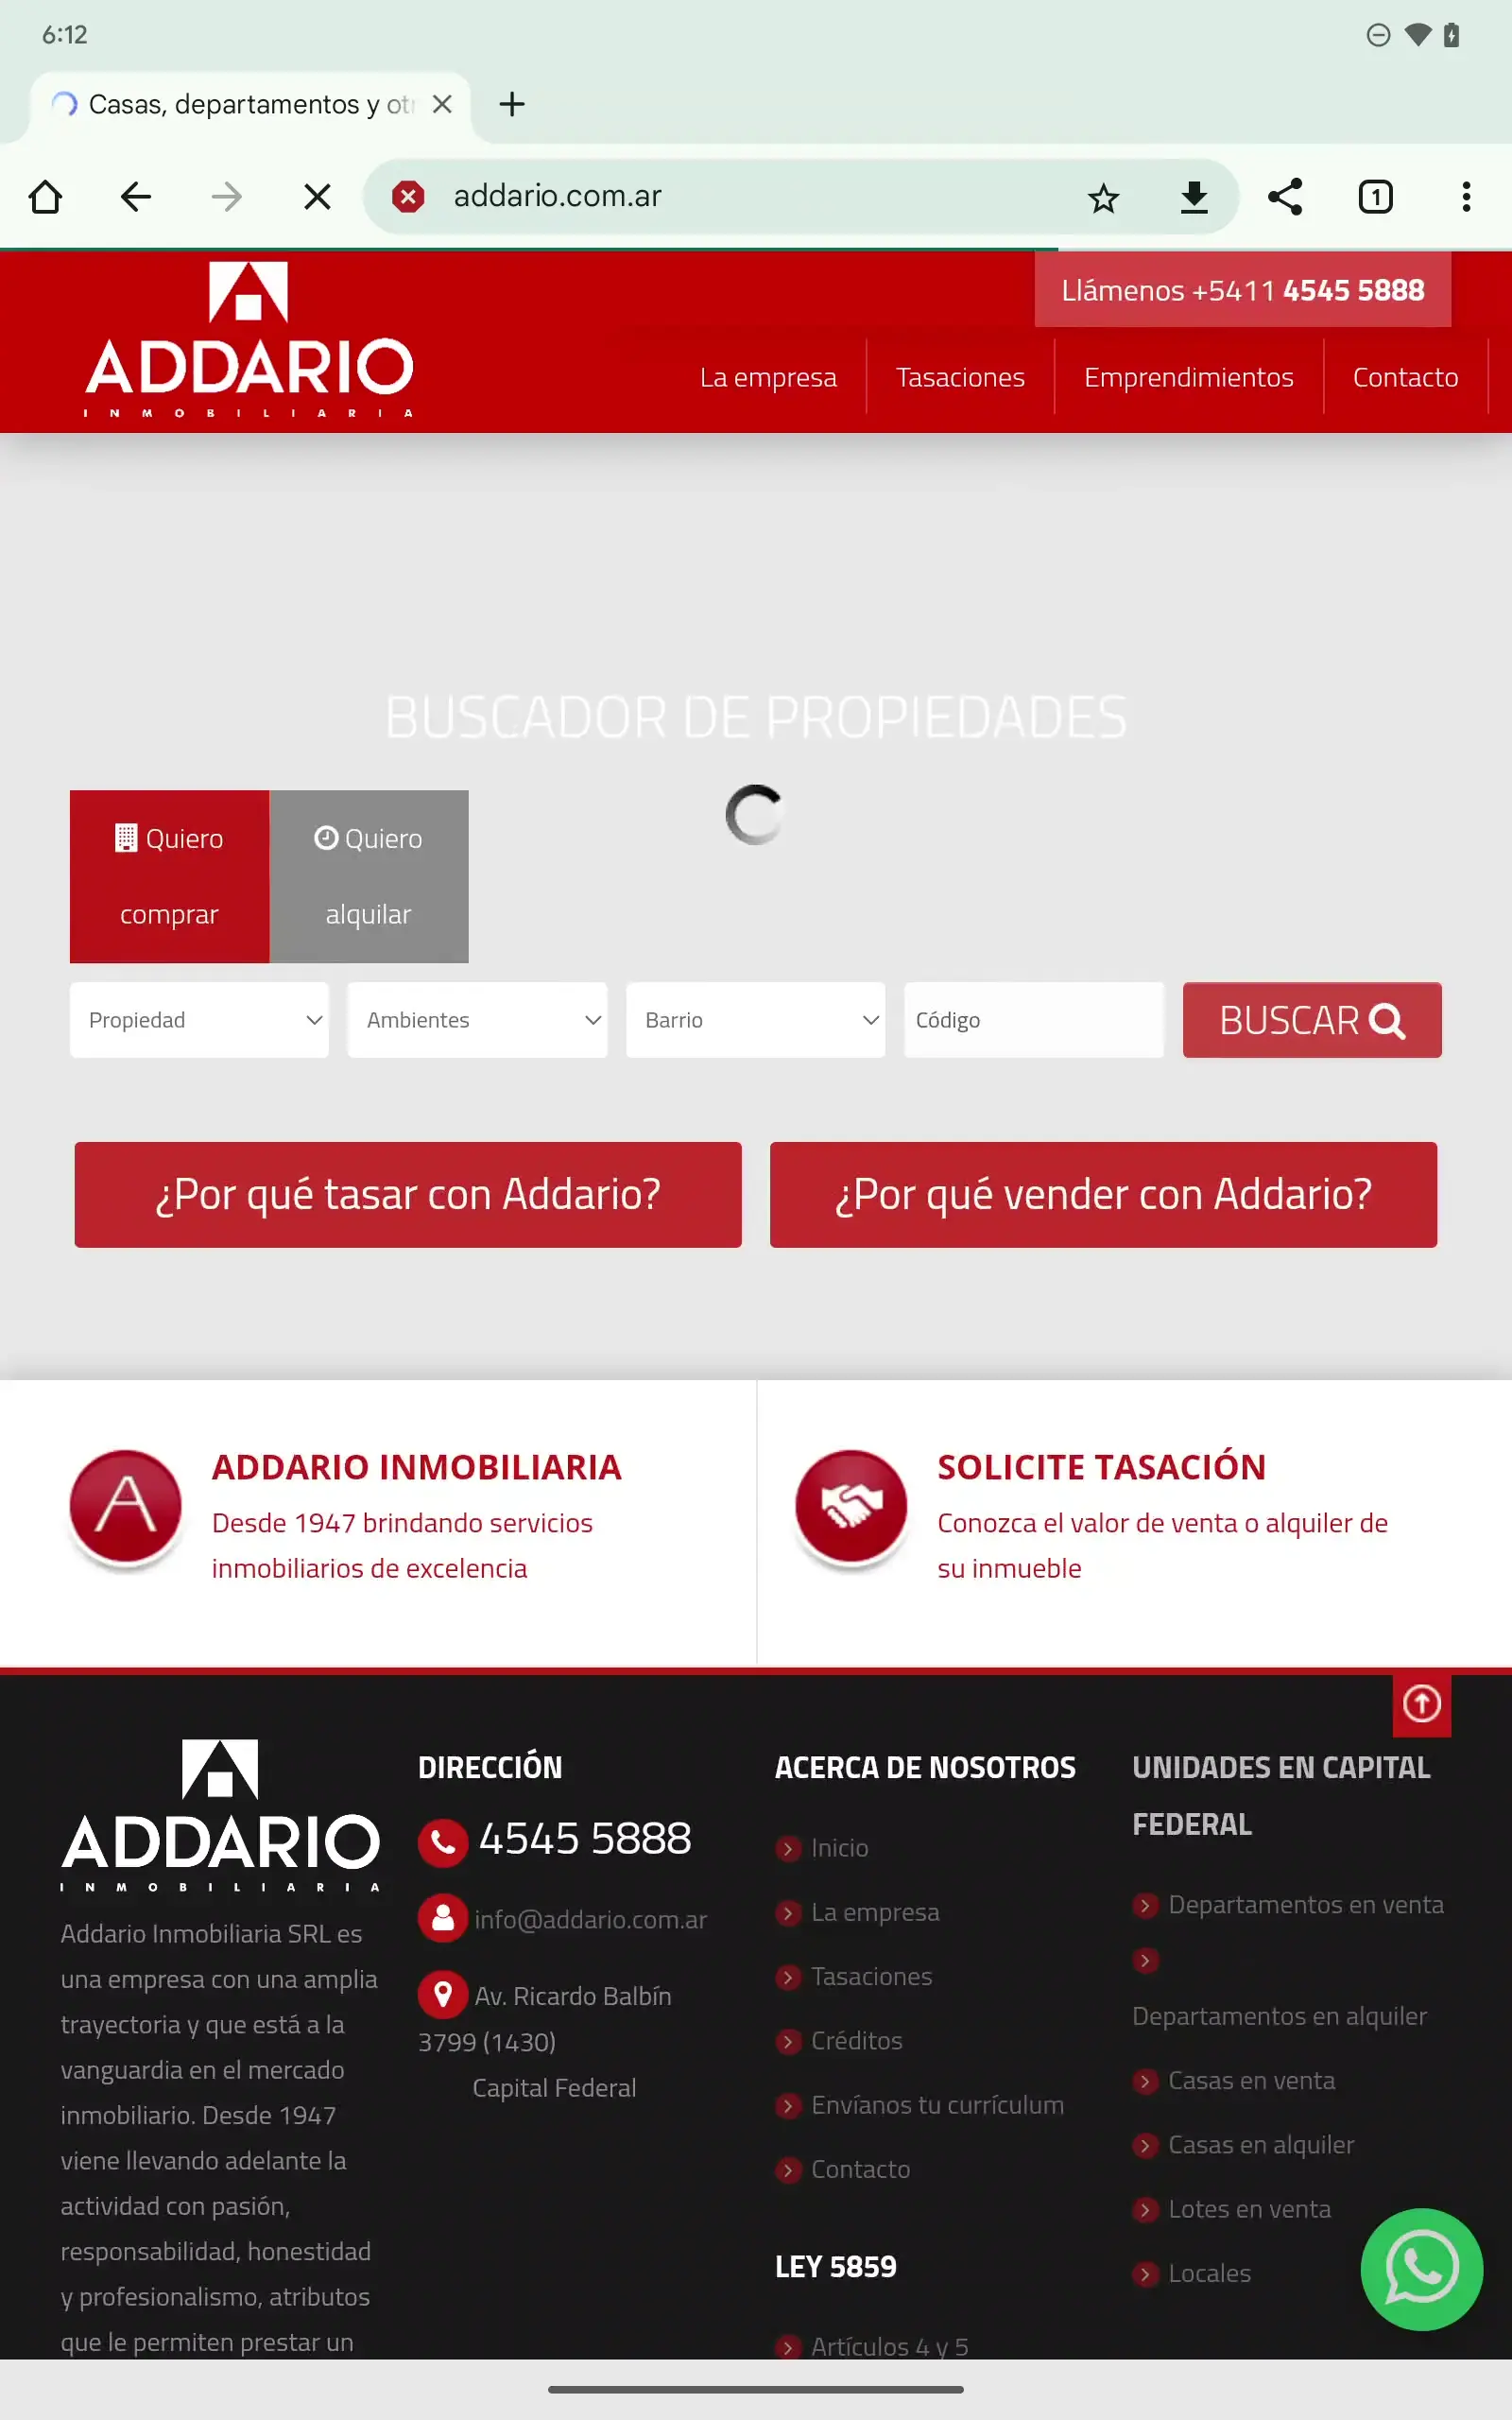 6:12
Casas, departamentos y ot
addario.com.ar
1
Llámenos +5411 4545 5888
ADDARIO
INMOBILIARIA
La empresa
Tasaciones
Emprendimientos
Contacto
BUSCADOR DE PROPIEDADES
Quiero
comprar
Quiero
alquilar
Propiedad
Ambientes
Barrio
Código
BUSCAR
¿Por qué tasar con Addario?
¿Por qué vender con Addario?
A
ADDARIO INMOBILIARIA
Desde 1947 brindando servicios
inmobiliarios de excelencia
SOLICITE TASACIÓN
Conozca el valor de venta o alquiler de
su inmueble
ADDARIO
INMOBILIARIA
Addario Inmobiliaria SRL es
una empresa con una amplia
trayectoria y que está a la
vanguardia en el mercado
inmobiliario. Desde 1947
viene llevando adelante la
actividad con pasión,
responsabilidad, honestidad
y profesionalismo, atributos
que le permiten prestar un
DIRECCIÓN
4545 5888
info@addario.com.ar
Av. Ricardo Balbín
3799 (1430)
Capital Federal
ACERCA DE NOSOTROS
Inicio
La empresa
Tasaciones
Créditos
Envíanos tu currículum
Contacto
LEY 5859
Artículos 4 y 5
UNIDADES EN CAPITAL
FEDERAL
Departamentos en venta
Departamentos en alquiler
Casas en venta
Casas en alquiler
Lotes en venta
Locales